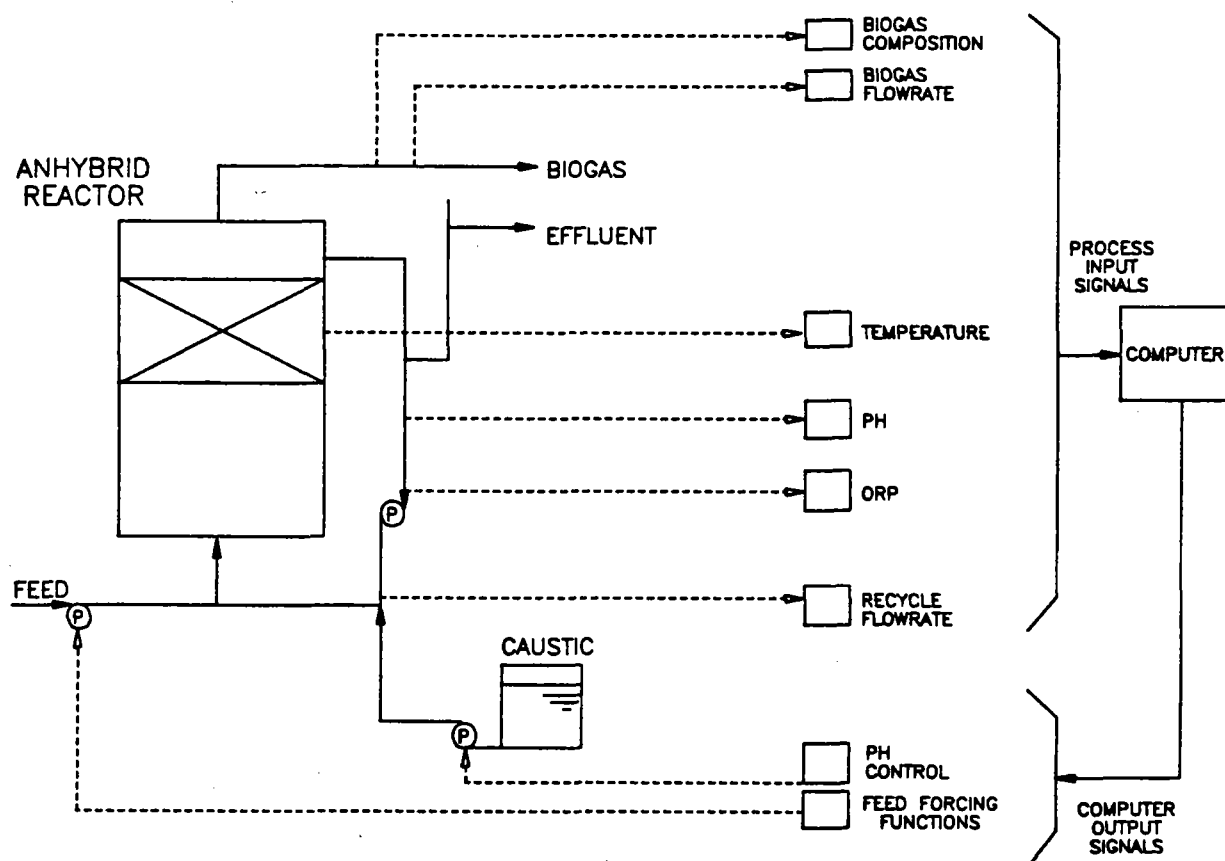 BIOGAS
COMPOSITION
BIOGAS
FLOWRATE
ANHYBRID
REACTOR
BIOGAS
EFFLUENT
PROCESS
INPUT
SIGNALS
TEMPERATURE
COMPUTER
PH
ORP
P
FEED
P
RECYCLE
FLOWRATE
CAUSTIC
P
PH
CONTROL
FEED FORCING
FUNCTIONS
COMPUTER
OUTPUT
SIGNALS